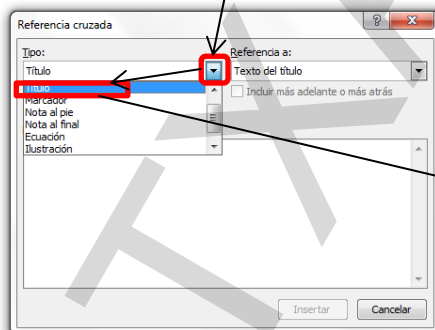 Referencia cruzada
Tipo: Referencia a:
Título Texto del título
Título Incluir más adelante o más atrás
Marcador
Nota al pie
Nota al final
Ecuación
Ilustración
Insertar Cancelar